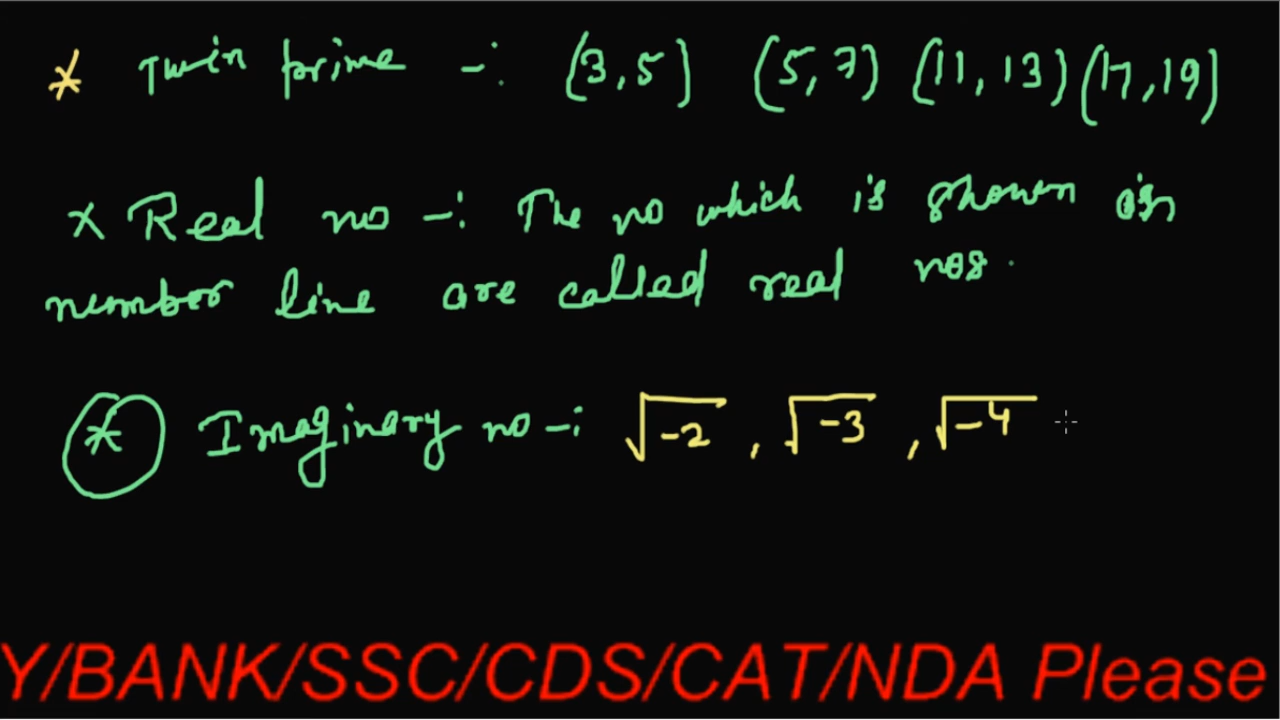 * Twin prime -: (3,5) (5,7) (11,13) (17,19)
* Real no -: The no which is shown on
number line are called real nos.
* Imaginary no -: √-2 , √-3 , √-4
Y/BANK/SSC/CDS/CAT/NDA Please